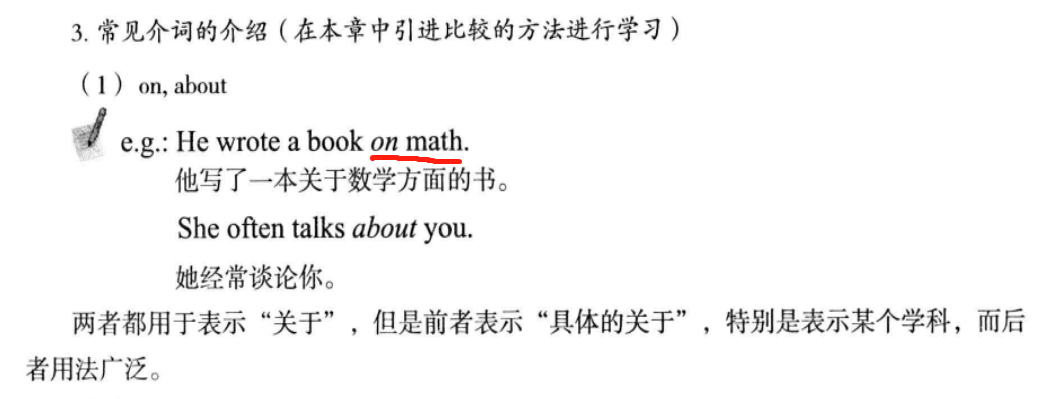 3. 常见介词的介绍（在本章中引进比较的方法进行学习）
（1）on, about
e.g.: He wrote a book on math.
他写了一本关于数学方面的书。
She often talks about you.
她经常谈论你。
两者都用于表示“关于”，但是前者表示“具体的关于”，特别是表示某个学科，而后
者用法广泛。